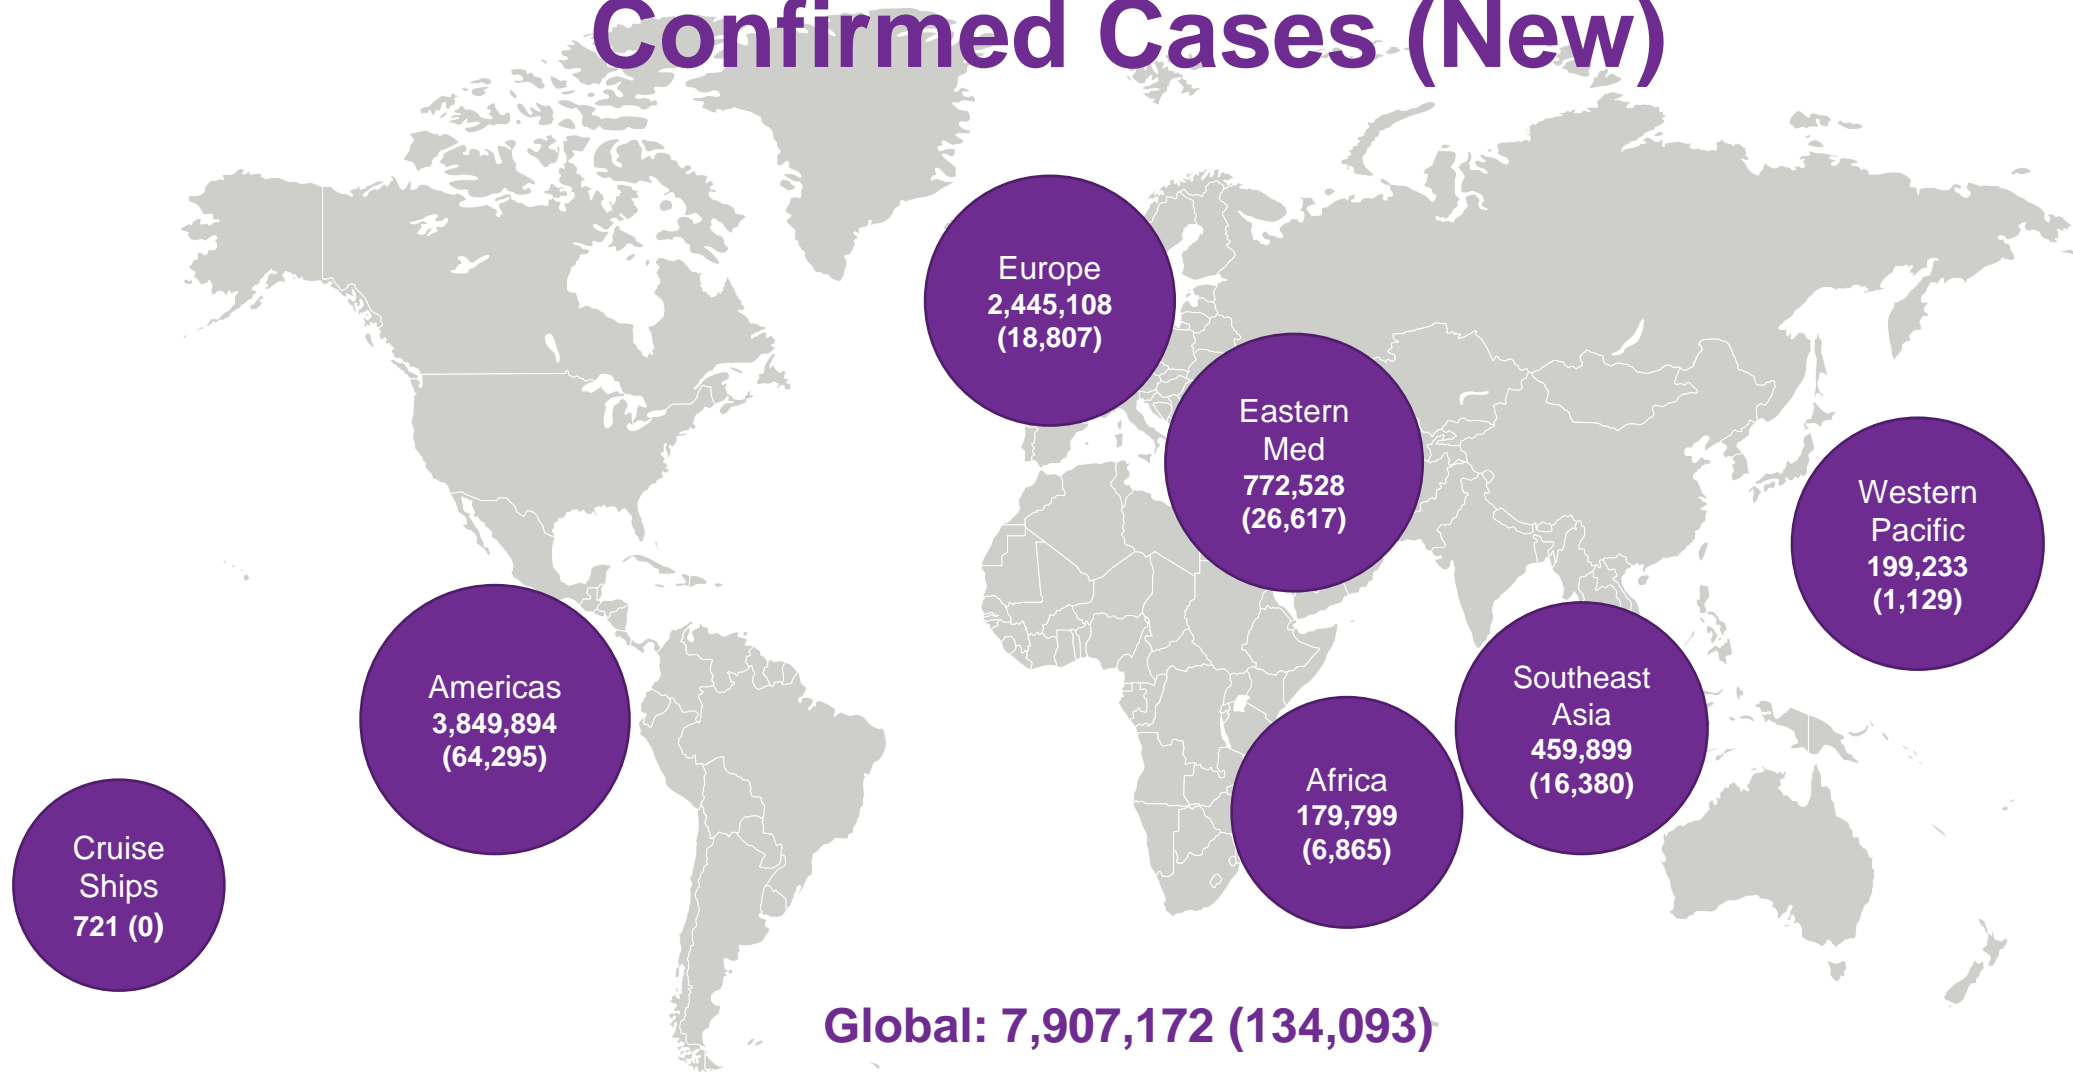 Confirmed Cases (New)
Europe
2,445,108
(18,807)
Eastern
Med
772,528
(26,617)
Western
Pacific
199,233
(1,129)
Americas
3,849,894
(64,295)
Southeast
Asia
459,899
(16,380)
Africa
179,799
(6,865)
Cruise
Ships
721 (0)
Global: 7,907,172 (134,093)